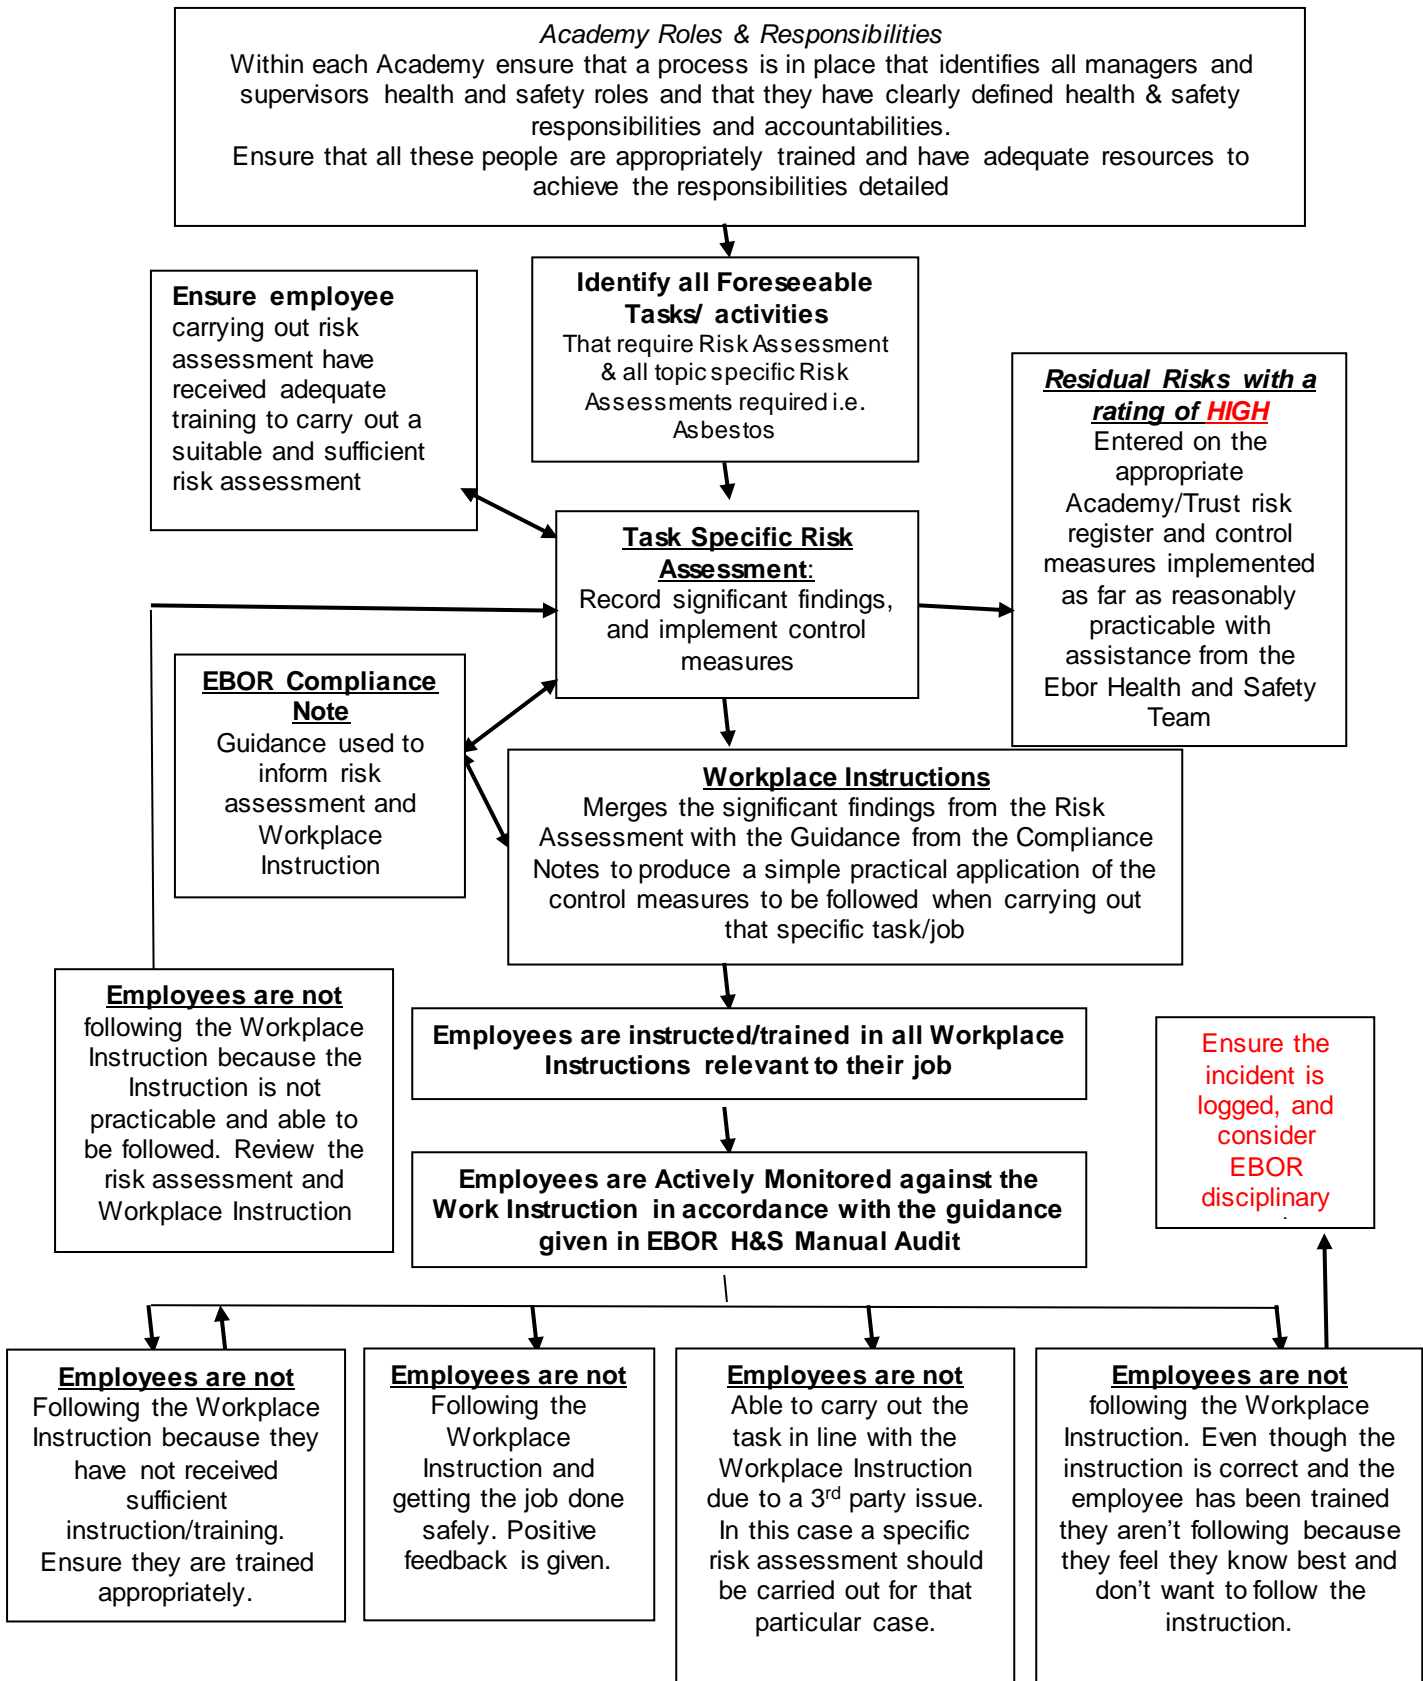 Academy Roles & Responsibilities
Within each Academy ensure that a process is in place that identifies all managers and
supervisors health and safety roles and that they have clearly defined health & safety
responsibilities and accountabilities.
Ensure that all these people are appropriately trained and have adequate resources to
achieve the responsibilities detailed
Identify all Foreseeable
Tasks/ activities
That require Risk Assessment
& all topic specific Risk
Assessments required i.e.
Asbestos
Ensure employee
carrying out risk
assessment have
received adequate
training to carry out a
suitable and sufficient
risk assessment
Residual Risks with a
rating of HIGH
Entered on the
appropriate
Academy/Trust risk
register and control
measures implemented
as far as reasonably
practicable with
assistance from the
Ebor Health and Safety
Team
Task Specific Risk
Assessment:
Record significant findings,
and implement control
measures
EBOR Compliance
Note
Guidance used to
inform risk
assessment and
Workplace
Instruction
Workplace Instructions
Merges the significant findings from the Risk
Assessment with the Guidance from the Compliance
Notes to produce a simple practical application of the
control measures to be followed when carrying out
that specific task/job
Employees are not
following the Workplace
Instruction because the
Instruction is not
practicable and able to
be followed. Review the
risk assessment and
Workplace Instruction
Employees are instructed/trained in all Workplace
Instructions relevant to their job
Ensure the
incident is
logged, and
consider
EBOR
disciplinary
Employees are Actively Monitored against the
Work Instruction in accordance with the guidance
given in EBOR H&S Manual Audit
Employees are not
Following the Workplace
Instruction because they
have not received
sufficient
instruction/training.
Ensure they are trained
appropriately.
Employees are not
Following the
Workplace
Instruction and
getting the job done
safely. Positive
feedback is given.
Employees are not
Able to carry out the
task in line with the
Workplace Instruction
due to a 3rd party issue.
In this case a specific
risk assessment should
be carried out for that
particular case.
Employees are not
following the Workplace
Instruction. Even though the
instruction is correct and the
employee has been trained
they aren't following because
they feel they know best and
don't want to follow the
instruction.